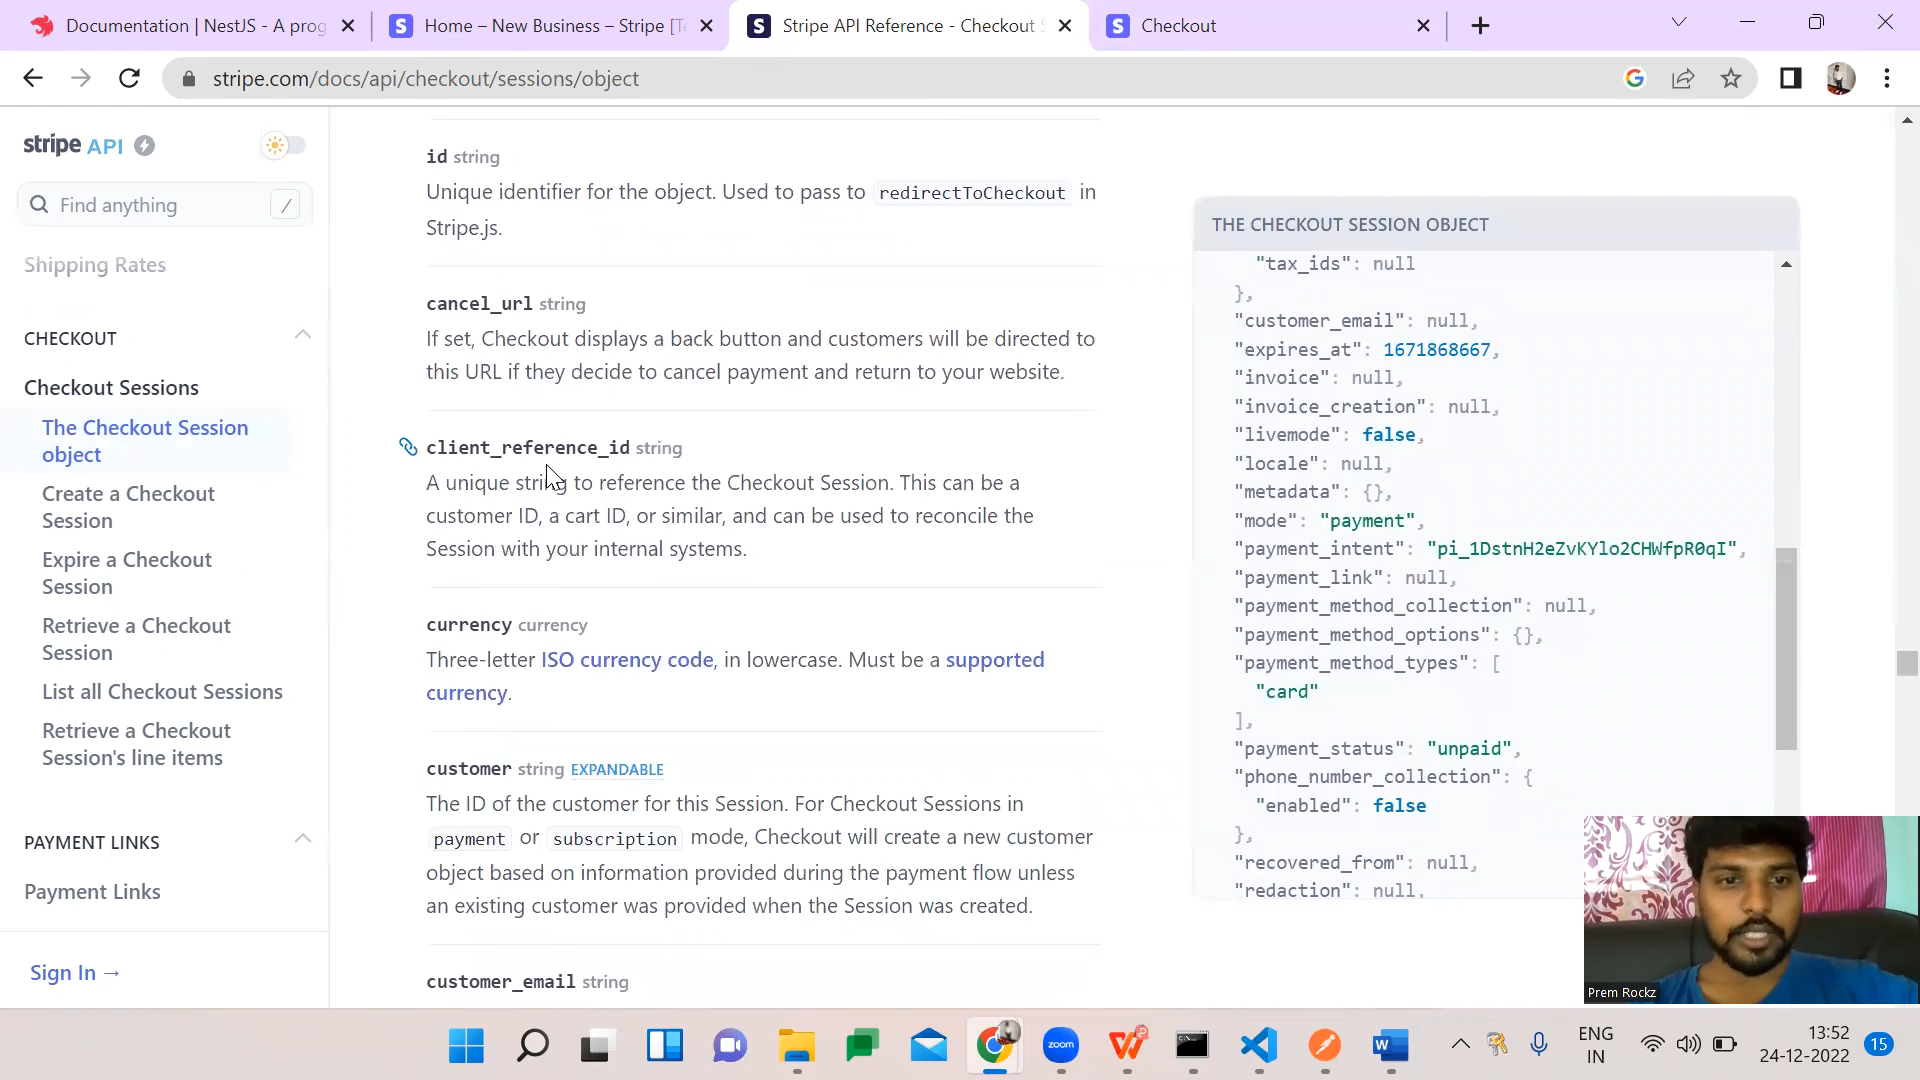 Documentation | NestJS - A prog
Home – New Business – Stripe [Te
Stripe API Reference - Checkout S
Checkout
stripe.com/docs/api/checkout/sessions/object
stripe API
Find anything /
Shipping Rates
CHECKOUT
Checkout Sessions
The Checkout Session
object
Create a Checkout
Session
Expire a Checkout
Session
Retrieve a Checkout
Session
List all Checkout Sessions
Retrieve a Checkout
Session's line items
PAYMENT LINKS
Payment Links
Sign In →
id string
Unique identifier for the object. Used to pass to redirectToCheckout in
Stripe.js.
cancel_url string
If set, Checkout displays a back button and customers will be directed to
this URL if they decide to cancel payment and return to your website.
client_reference_id string
A unique string to reference the Checkout Session. This can be a
customer ID, a cart ID, or similar, and can be used to reconcile the
Session with your internal systems.
currency currency
Three-letter ISO currency code, in lowercase. Must be a supported
currency.
customer string EXPANDABLE
The ID of the customer for this Session. For Checkout Sessions in
payment or subscription mode, Checkout will create a new customer
object based on information provided during the payment flow unless
an existing customer was provided when the Session was created.
customer_email string
THE CHECKOUT SESSION OBJECT
"tax_ids": null
},
"customer_email": null,
"expires_at": 1671868667,
"invoice": null,
"invoice_creation": null,
"livemode": false,
"locale": null,
"metadata": {},
"mode": "payment",
"payment_intent": "pi_1DstnH2eZvKYlo2CHWfpR0qI",
"payment_link": null,
"payment_method_collection": null,
"payment_method_options": {},
"payment_method_types": [
"card"
],
"payment_status": "unpaid",
"phone_number_collection": {
"enabled": false
},
"recovered_from": null,
"redaction": null,
Prem Rockz
zoom
ENG
IN
13:52
24-12-2022
15